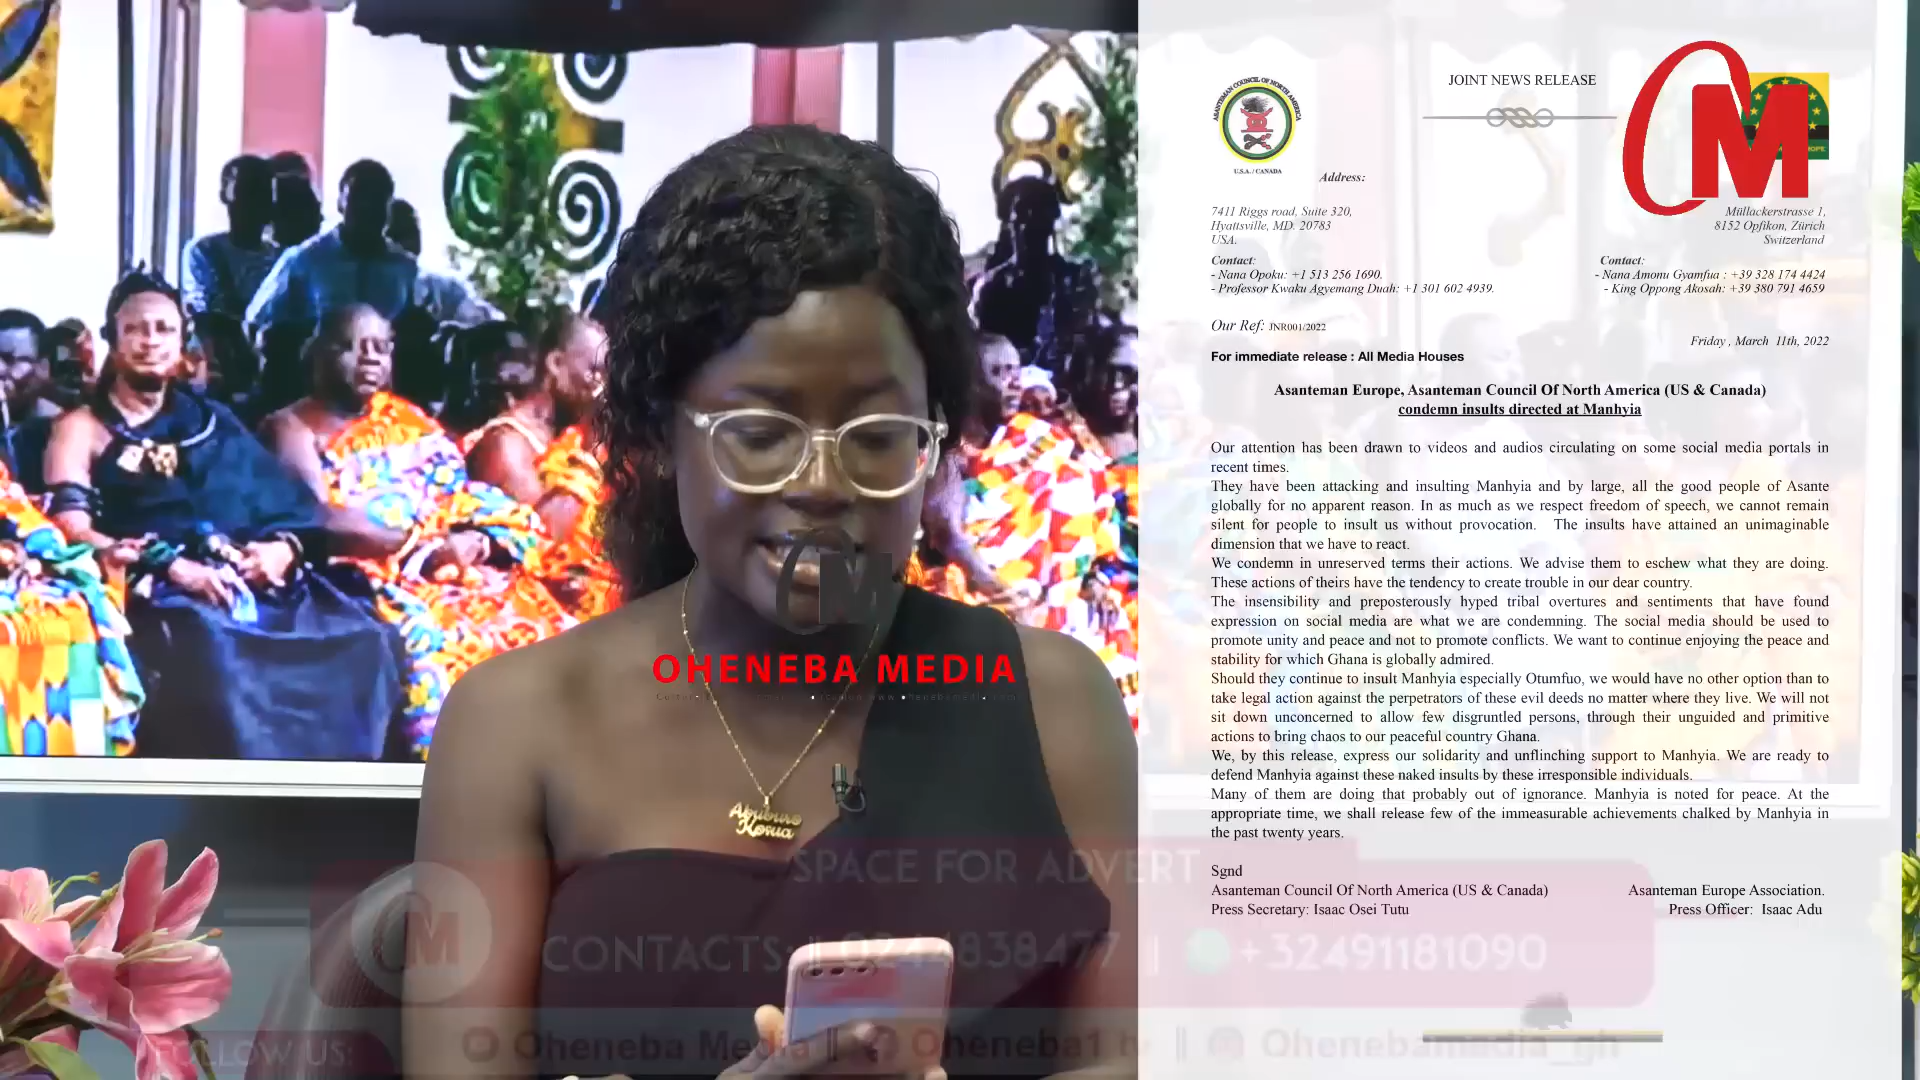 OHENEBA MEDIA
Akubuno
Konua
SPACE FOR ADVERT
CONTACTS: || 0244838477 | +32491181090
FOLLOW US:
Oheneba Media || Oheneba1 tv || Ohenebamedia_gh
JOINT NEWS RELEASE
ASANTEMAN COUNCIL OF NORTH AMERICA
U.S.A. / CANADA
M
Address:
7411 Riggs road, Suite 320,
Hyattsville, MD. 20783
USA.
Contact:
- Nana Opoku: +1 513 256 1690.
- Professor Kwaku Agyemang Duah: +1 301 602 4939.
Müllackerstrasse 1,
8152 Opfikon, Zürich
Switzerland
Contact:
- Nana Amonu Gyamfua : +39 328 174 4424
- King Oppong Akosah: +39 380 791 4659
Our Ref: JNR001/2022
Friday , March 11th, 2022
For immediate release : All Media Houses
Asanteman Europe, Asanteman Council Of North America (US & Canada)
condemn insults directed at Manhyia
Our attention has been drawn to videos and audios circulating on some social media portals in
recent times.
They have been attacking and insulting Manhyia and by large, all the good people of Asante
globally for no apparent reason. In as much as we respect freedom of speech, we cannot remain
silent for people to insult us without provocation. The insults have attained an unimaginable
dimension that we have to react.
We condemn in unreserved terms their actions. We advise them to eschew what they are doing.
These actions of theirs have the tendency to create trouble in our dear country.
The insensibility and preposterously hyped tribal overtures and sentiments that have found
expression on social media are what we are condemning. The social media should be used to
promote unity and peace and not to promote conflicts. We want to continue enjoying the peace and
stability for which Ghana is globally admired.
Should they continue to insult Manhyia especially Otumfuo, we would have no other option than to
take legal action against the perpetrators of these evil deeds no matter where they live. We will not
sit down unconcerned to allow few disgruntled persons, through their unguided and primitive
actions to bring chaos to our peaceful country Ghana.
We, by this release, express our solidarity and unflinching support to Manhyia. We are ready to
defend Manhyia against these naked insults by these irresponsible individuals.
Many of them are doing that probably out of ignorance. Manhyia is noted for peace. At the
appropriate time, we shall release few of the immeasurable achievements chalked by Manhyia in
the past twenty years.
Sgnd
Asanteman Council Of North America (US & Canada)
Press Secretary: Isaac Osei Tutu
Asanteman Europe Association.
Press Officer: Isaac Adu